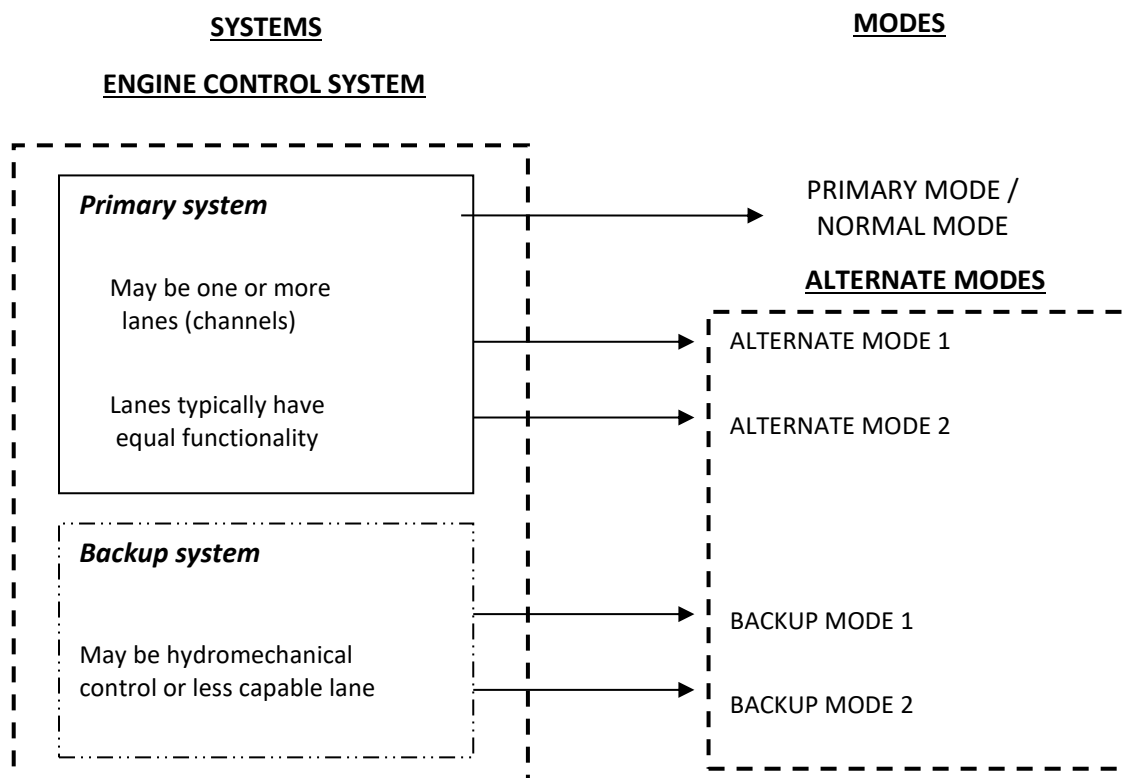 SYSTEMS
ENGINE CONTROL SYSTEM
Primary system
May be one or more
lanes (channels)
Lanes typically have
equal functionality
Backup system
May be hydromechanical
control or less capable lane
MODES
PRIMARY MODE /
NORMAL MODE
ALTERNATE MODES
ALTERNATE MODE 1
ALTERNATE MODE 2
BACKUP MODE 1
BACKUP MODE 2